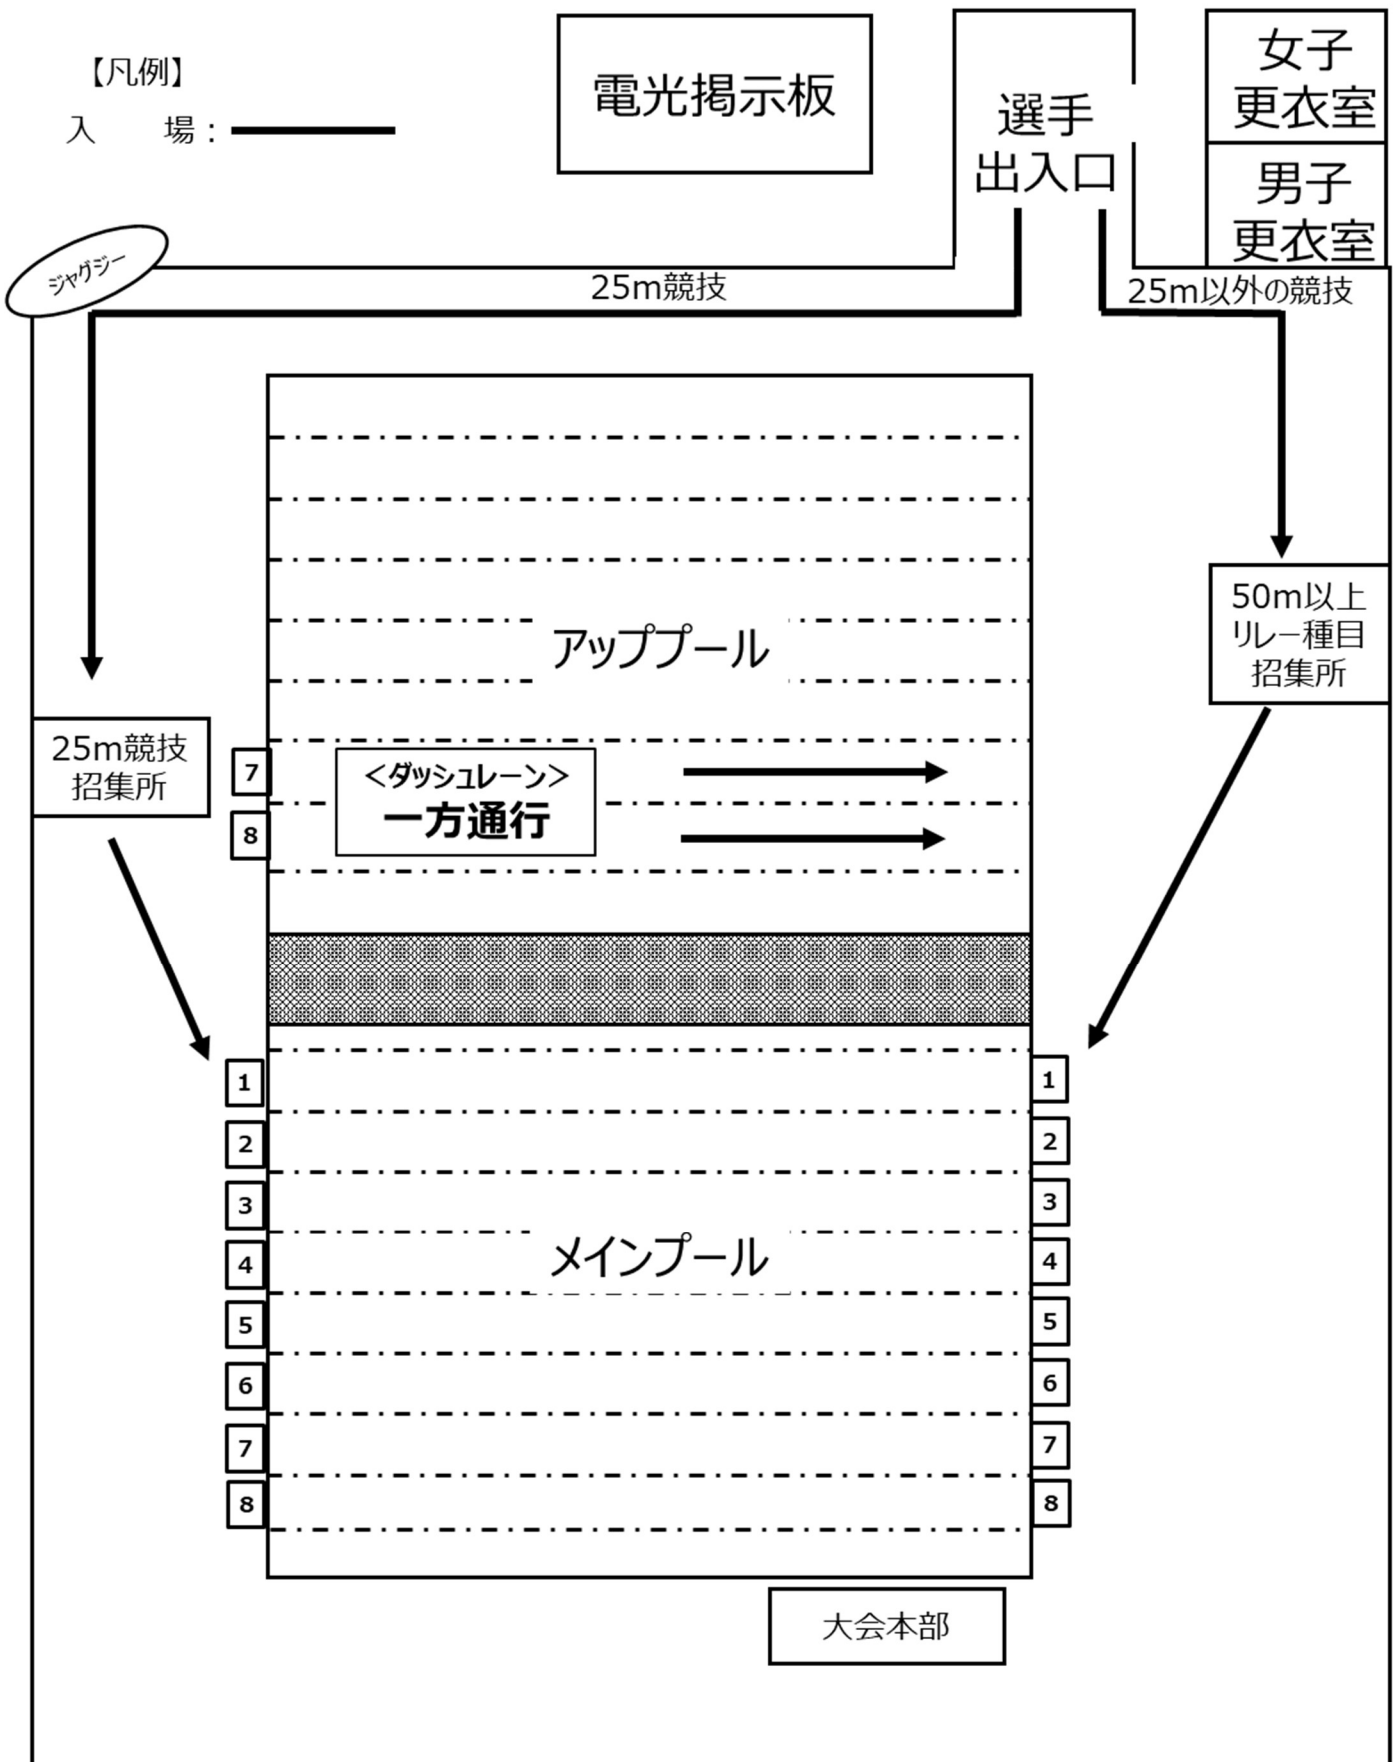 【凡例】
入　　場：
電光掲示板
選手
出入口
女子
更衣室
男子
更衣室
ジャグジー
25m競技
25m以外の競技
50m以上
リレー種目
招集所
アッププール
25m競技
招集所
7
8
＜ダッシュレーン＞
一方通行
1
2
3
4
5
6
7
8
メインプール
1
2
3
4
5
6
7
8
大会本部